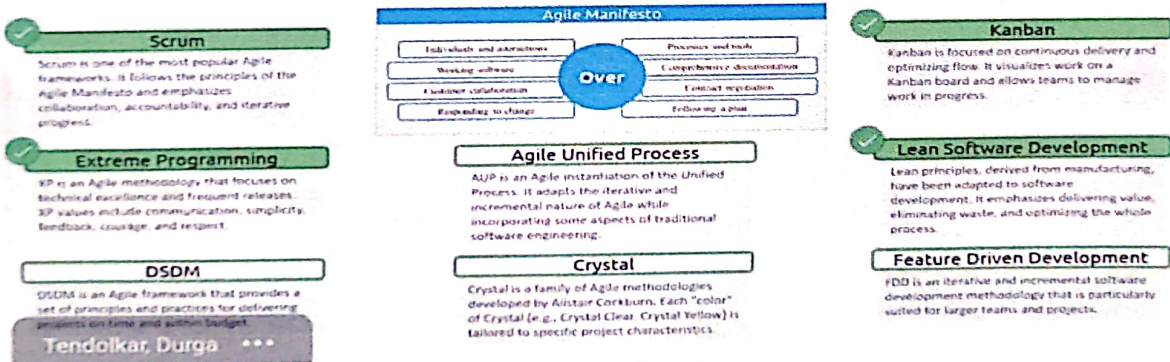 Scrum
Scrum is one of the most popular Agile
frameworks. It follows the principles of the
Agile Manifesto and emphasizes
collaboration, accountability, and iterative
progress.
Extreme Programming
XP is an Agile methodology that focuses on
technical excellence and frequent releases.
XP values include communication, simplicity,
feedback, courage, and respect.
DSDM
DSDM is an Agile framework that provides a
set of principles and practices for delivering
projects on time and within budget.
Tendolkar, Durga •••
Agile Manifesto
Individuals and interactions
Working software
Customer collaboration
Responding to change
Over
Processes and tools
Comprehensive documentation
Contract negotiation
Following a plan
Agile Unified Process
AUP is an Agile instantiation of the Unified
Process. It adapts the iterative and
incremental nature of Agile while
incorporating some aspects of traditional
software engineering.
Crystal
Crystal is a family of Agile methodologies
developed by Alistair Cockburn. Each "color"
of Crystal (e.g., Crystal Clear, Crystal Yellow) is
tailored to specific project characteristics.
Kanban
Kanban is focused on continuous delivery and
optimizing flow. It visualizes work on a
Kanban board and allows teams to manage
work in progress.
Lean Software Development
Lean principles, derived from manufacturing,
have been adapted to software
development. It emphasizes delivering value,
eliminating waste, and optimizing the whole
process.
Feature Driven Development
FDD is an iterative and incremental software
development methodology that is particularly
suited for larger teams and projects.